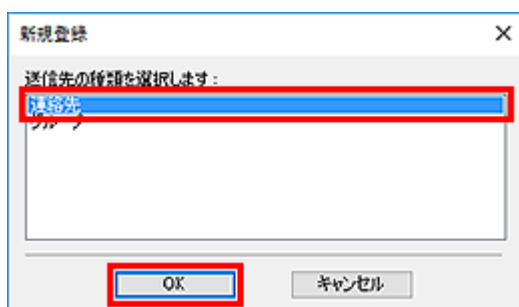 新規登録
送信先の種類を選択します:
連絡先
グループ
OK
キャンセル